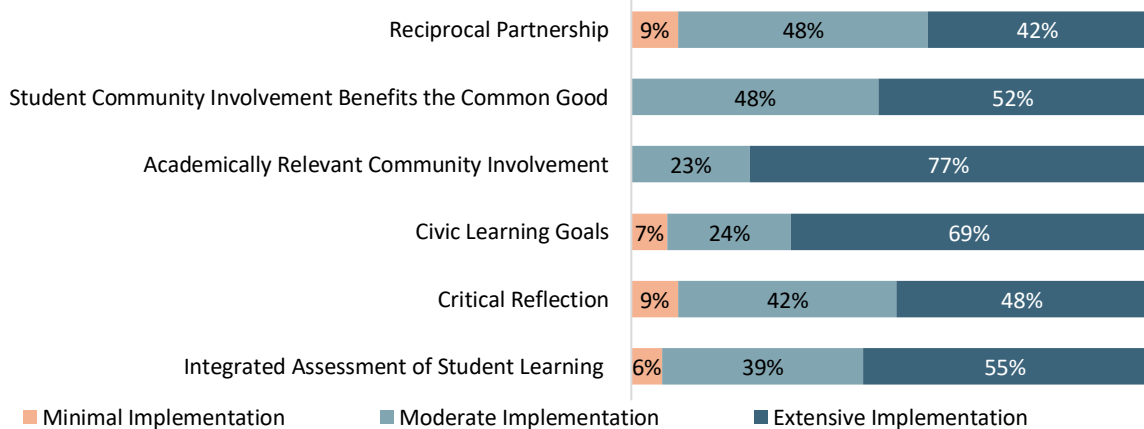 Reciprocal Partnership 9% 48% 42%
Student Community Involvement Benefits the Common Good 48% 52%
Academically Relevant Community Involvement 23% 77%
Civic Learning Goals 7% 24% 69%
Critical Reflection 9% 42% 48%
Integrated Assessment of Student Learning 6% 39% 55%
Minimal Implementation Moderate Implementation Extensive Implementation